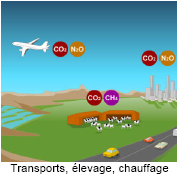 CO₂ N₂O
CO₂ N₂O
CO₂ CH₄
Transports, élevage, chauffage